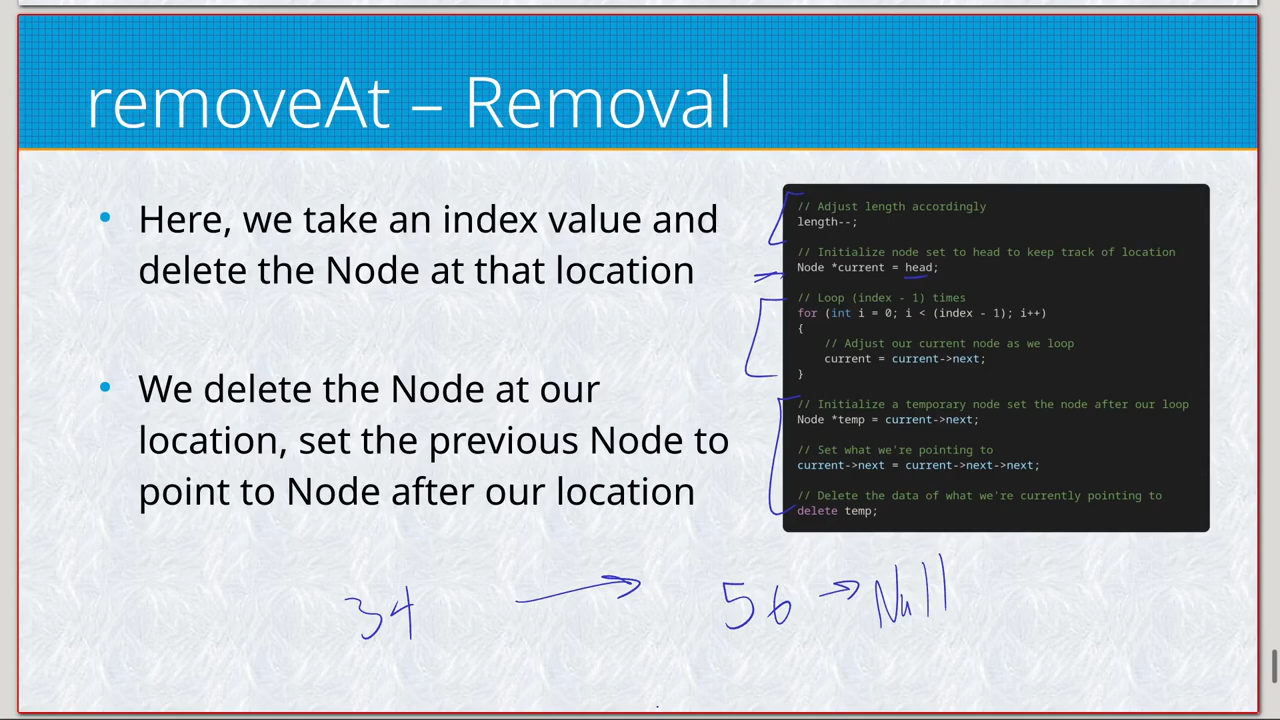 removeAt – Removal
• Here, we take an index value and
delete the Node at that location
• We delete the Node at our
location, set the previous Node to
point to Node after our location
// Adjust length accordingly
length--;
// Initialize node set to head to keep track of location
Node *current = head;
// Loop (index - 1) times
for (int i = 0; i < (index - 1); i++)
{
// Adjust our current node as we loop
current = current->next;
}
// Initialize a temporary node set the node after our loop
Node *temp = current->next;
// Set what we're pointing to
current->next = current->next->next;
// Delete the data of what we're currently pointing to
delete temp;
34 → 56 → Null